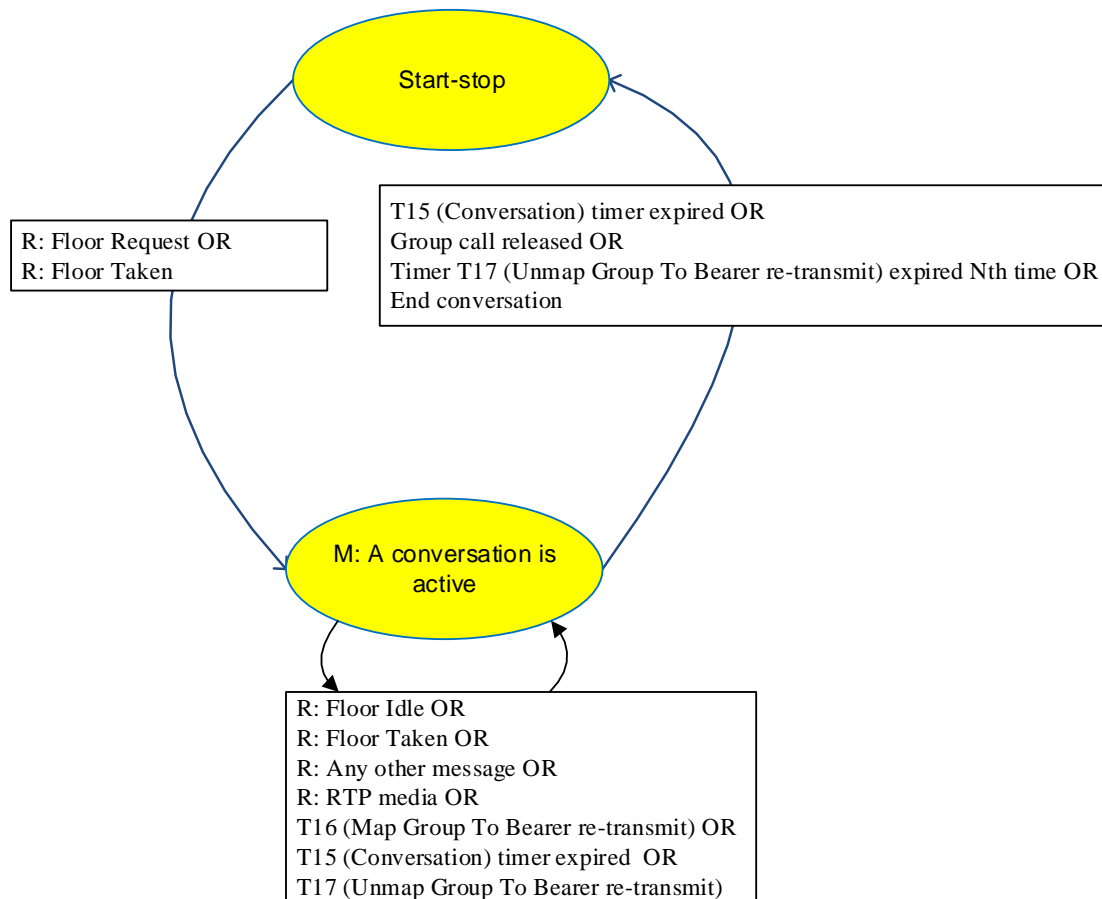 Start-stop
R: Floor Request OR
R: Floor Taken
T15 (Conversation) timer expired OR
Group call released OR
Timer T17 (Unmap Group To Bearer re-transmit) expired Nth time OR
End conversation
M: A conversation is
active
R: Floor Idle OR
R: Floor Taken OR
R: Any other message OR
R: RTP media OR
T16 (Map Group To Bearer re-transmit) OR
T15 (Conversation) timer expired  OR
T17 (Unmap Group To Bearer re-transmit)